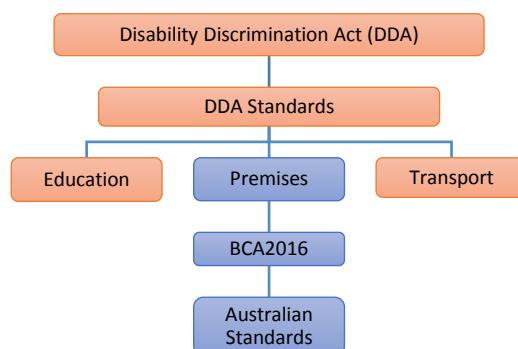 Disability Discrimination Act (DDA)
DDA Standards
Education
Premises
Transport
BCA2016
Australian
Standards